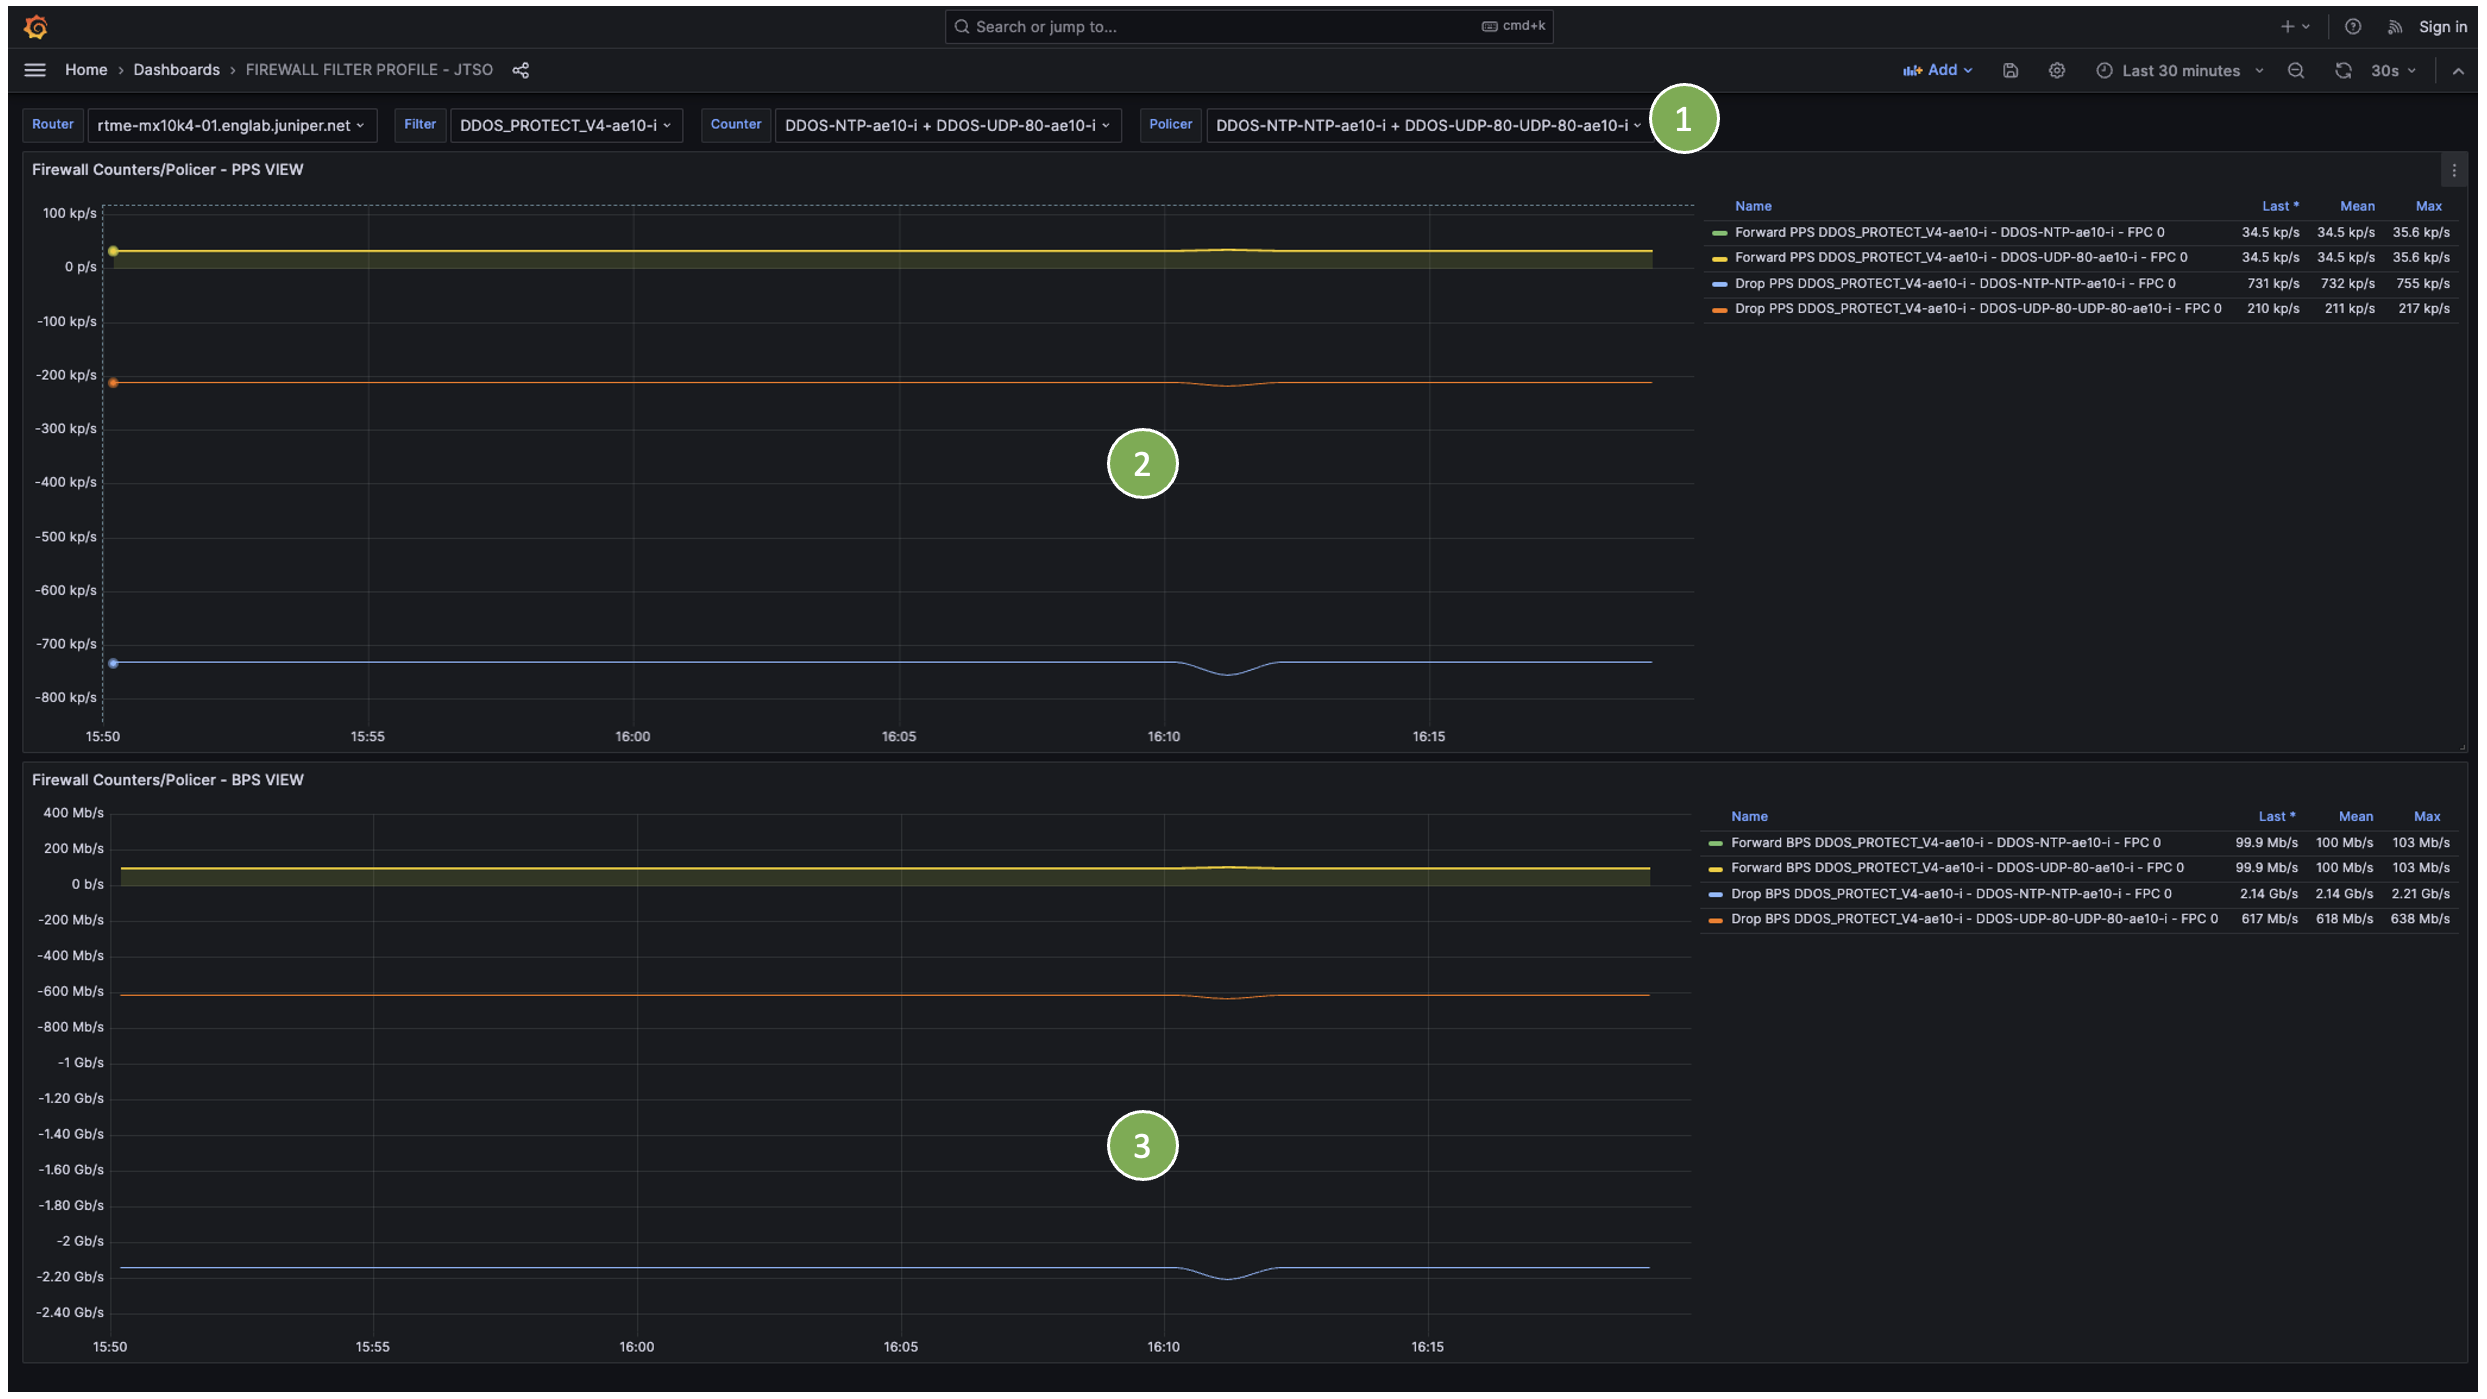 Search or jump to... cmd+k Sign in
Home › Dashboards › FIREWALL FILTER PROFILE - JTSO Add Last 30 minutes 30s
Router rtme-mx10k4-01.englab.juniper.net Filter DDOS_PROTECT_V4-ae10-i Counter DDOS-NTP-ae10-i + DDOS-UDP-80-ae10-i Policer DDOS-NTP-NTP-ae10-i + DDOS-UDP-80-UDP-80-ae10-i 1
Firewall Counters/Policer - PPS VIEW
100 kp/s
0 p/s
-100 kp/s
-200 kp/s
-300 kp/s
-400 kp/s
-500 kp/s
-600 kp/s
-700 kp/s
-800 kp/s
15:50 15:55 16:00 16:05 16:10 16:15
2
Name Last * Mean Max
Forward PPS DDOS_PROTECT_V4-ae10-i - DDOS-NTP-ae10-i - FPC 0 34.5 kp/s 34.5 kp/s 35.6 kp/s
Forward PPS DDOS_PROTECT_V4-ae10-i - DDOS-UDP-80-ae10-i - FPC 0 34.5 kp/s 34.5 kp/s 35.6 kp/s
Drop PPS DDOS_PROTECT_V4-ae10-i - DDOS-NTP-NTP-ae10-i - FPC 0 731 kp/s 732 kp/s 755 kp/s
Drop PPS DDOS_PROTECT_V4-ae10-i - DDOS-UDP-80-UDP-80-ae10-i - FPC 0 210 kp/s 211 kp/s 217 kp/s
Firewall Counters/Policer - BPS VIEW
400 Mb/s
200 Mb/s
0 b/s
-200 Mb/s
-400 Mb/s
-600 Mb/s
-800 Mb/s
-1 Gb/s
-1.20 Gb/s
-1.40 Gb/s
-1.60 Gb/s
-1.80 Gb/s
-2 Gb/s
-2.20 Gb/s
-2.40 Gb/s
15:50 15:55 16:00 16:05 16:10 16:15
3
Name Last * Mean Max
Forward BPS DDOS_PROTECT_V4-ae10-i - DDOS-NTP-ae10-i - FPC 0 99.9 Mb/s 100 Mb/s 103 Mb/s
Forward BPS DDOS_PROTECT_V4-ae10-i - DDOS-UDP-80-ae10-i - FPC 0 99.9 Mb/s 100 Mb/s 103 Mb/s
Drop BPS DDOS_PROTECT_V4-ae10-i - DDOS-NTP-NTP-ae10-i - FPC 0 2.14 Gb/s 2.14 Gb/s 2.21 Gb/s
Drop BPS DDOS_PROTECT_V4-ae10-i - DDOS-UDP-80-UDP-80-ae10-i - FPC 0 617 Mb/s 618 Mb/s 638 Mb/s